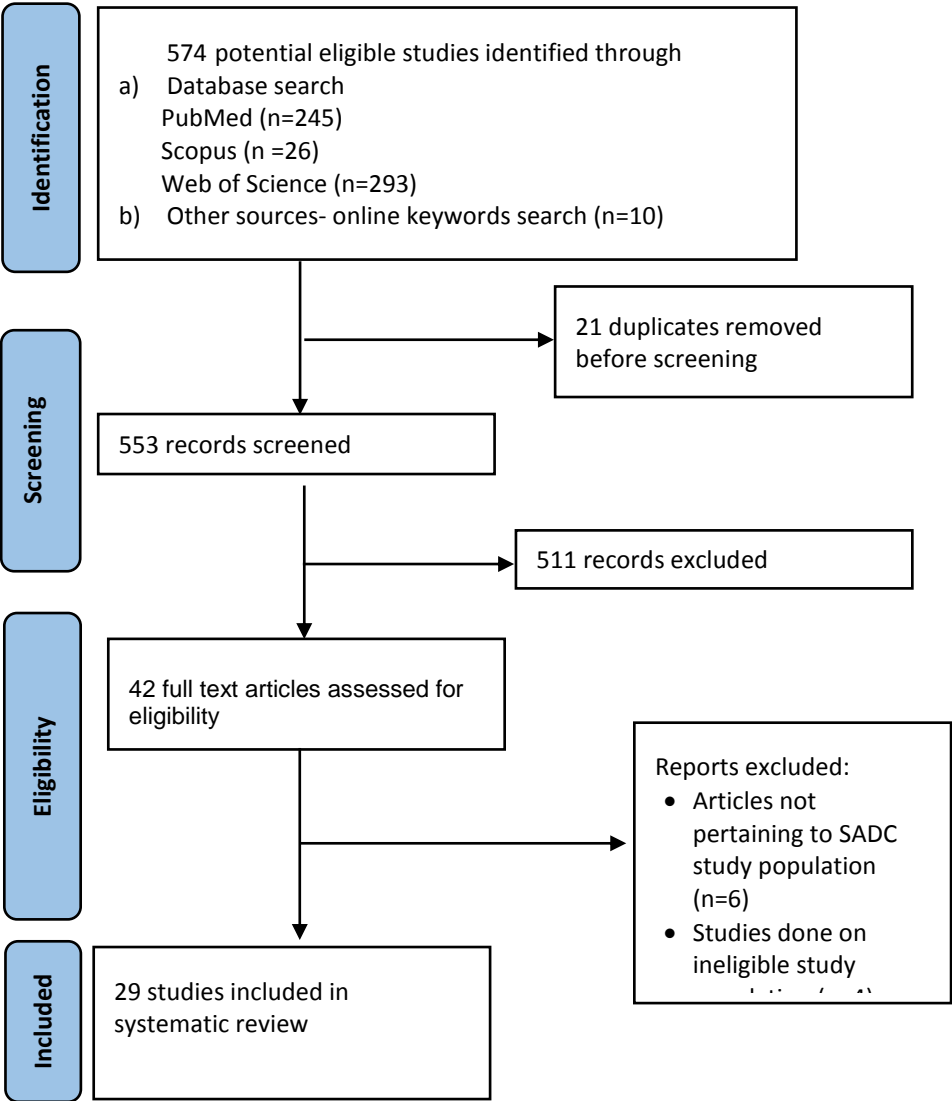 Identification
574 potential eligible studies identified through
a) Database search
PubMed (n=245)
Scopus (n =26)
Web of Science (n=293)
b) Other sources- online keywords search (n=10)
21 duplicates removed
before screening
Screening
553 records screened
511 records excluded
Eligibility
42 full text articles assessed for
eligibility
Reports excluded:
• Articles not
pertaining to SADC
study population
(n=6)
• Studies done on
ineligible study
Included
29 studies included in
systematic review